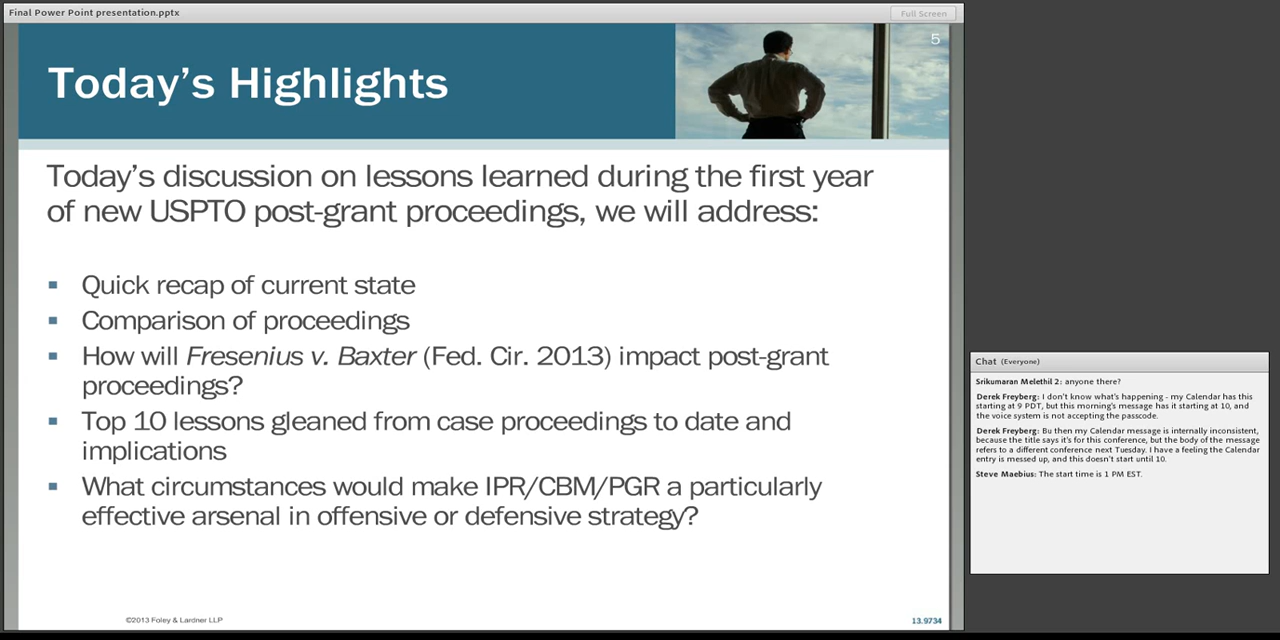 Final Power Point presentation.pptx
Full Screen
5
Today's Highlights
Today's discussion on lessons learned during the first year
of new USPTO post-grant proceedings, we will address:
Quick recap of current state
Comparison of proceedings
How will Fresenius v. Baxter (Fed. Cir. 2013) impact post-grant
proceedings?
Top 10 lessons gleaned from case proceedings to date and
implications
What circumstances would make IPR/CBM/PGR a particularly
effective arsenal in offensive or defensive strategy?
©2013 Foley & Lardner LLP
13.9734
Chat (Everyone)
Srikumaran Melethil 2: anyone there?
Derek Freyberg: I don't know what's happening - my Calendar has this
starting at 9 PDT, but this morning's message has it starting at 10, and
the voice system is not accepting the passcode.
Derek Freyberg: Bu then my Calendar message is internally inconsistent,
because the title says it's for this conference, but the body of the message
refers to a different conference next Tuesday. I have a feeling the Calendar
entry is messed up, and this doesn't start until 10.
Steve Maebius: The start time is 1 PM EST.